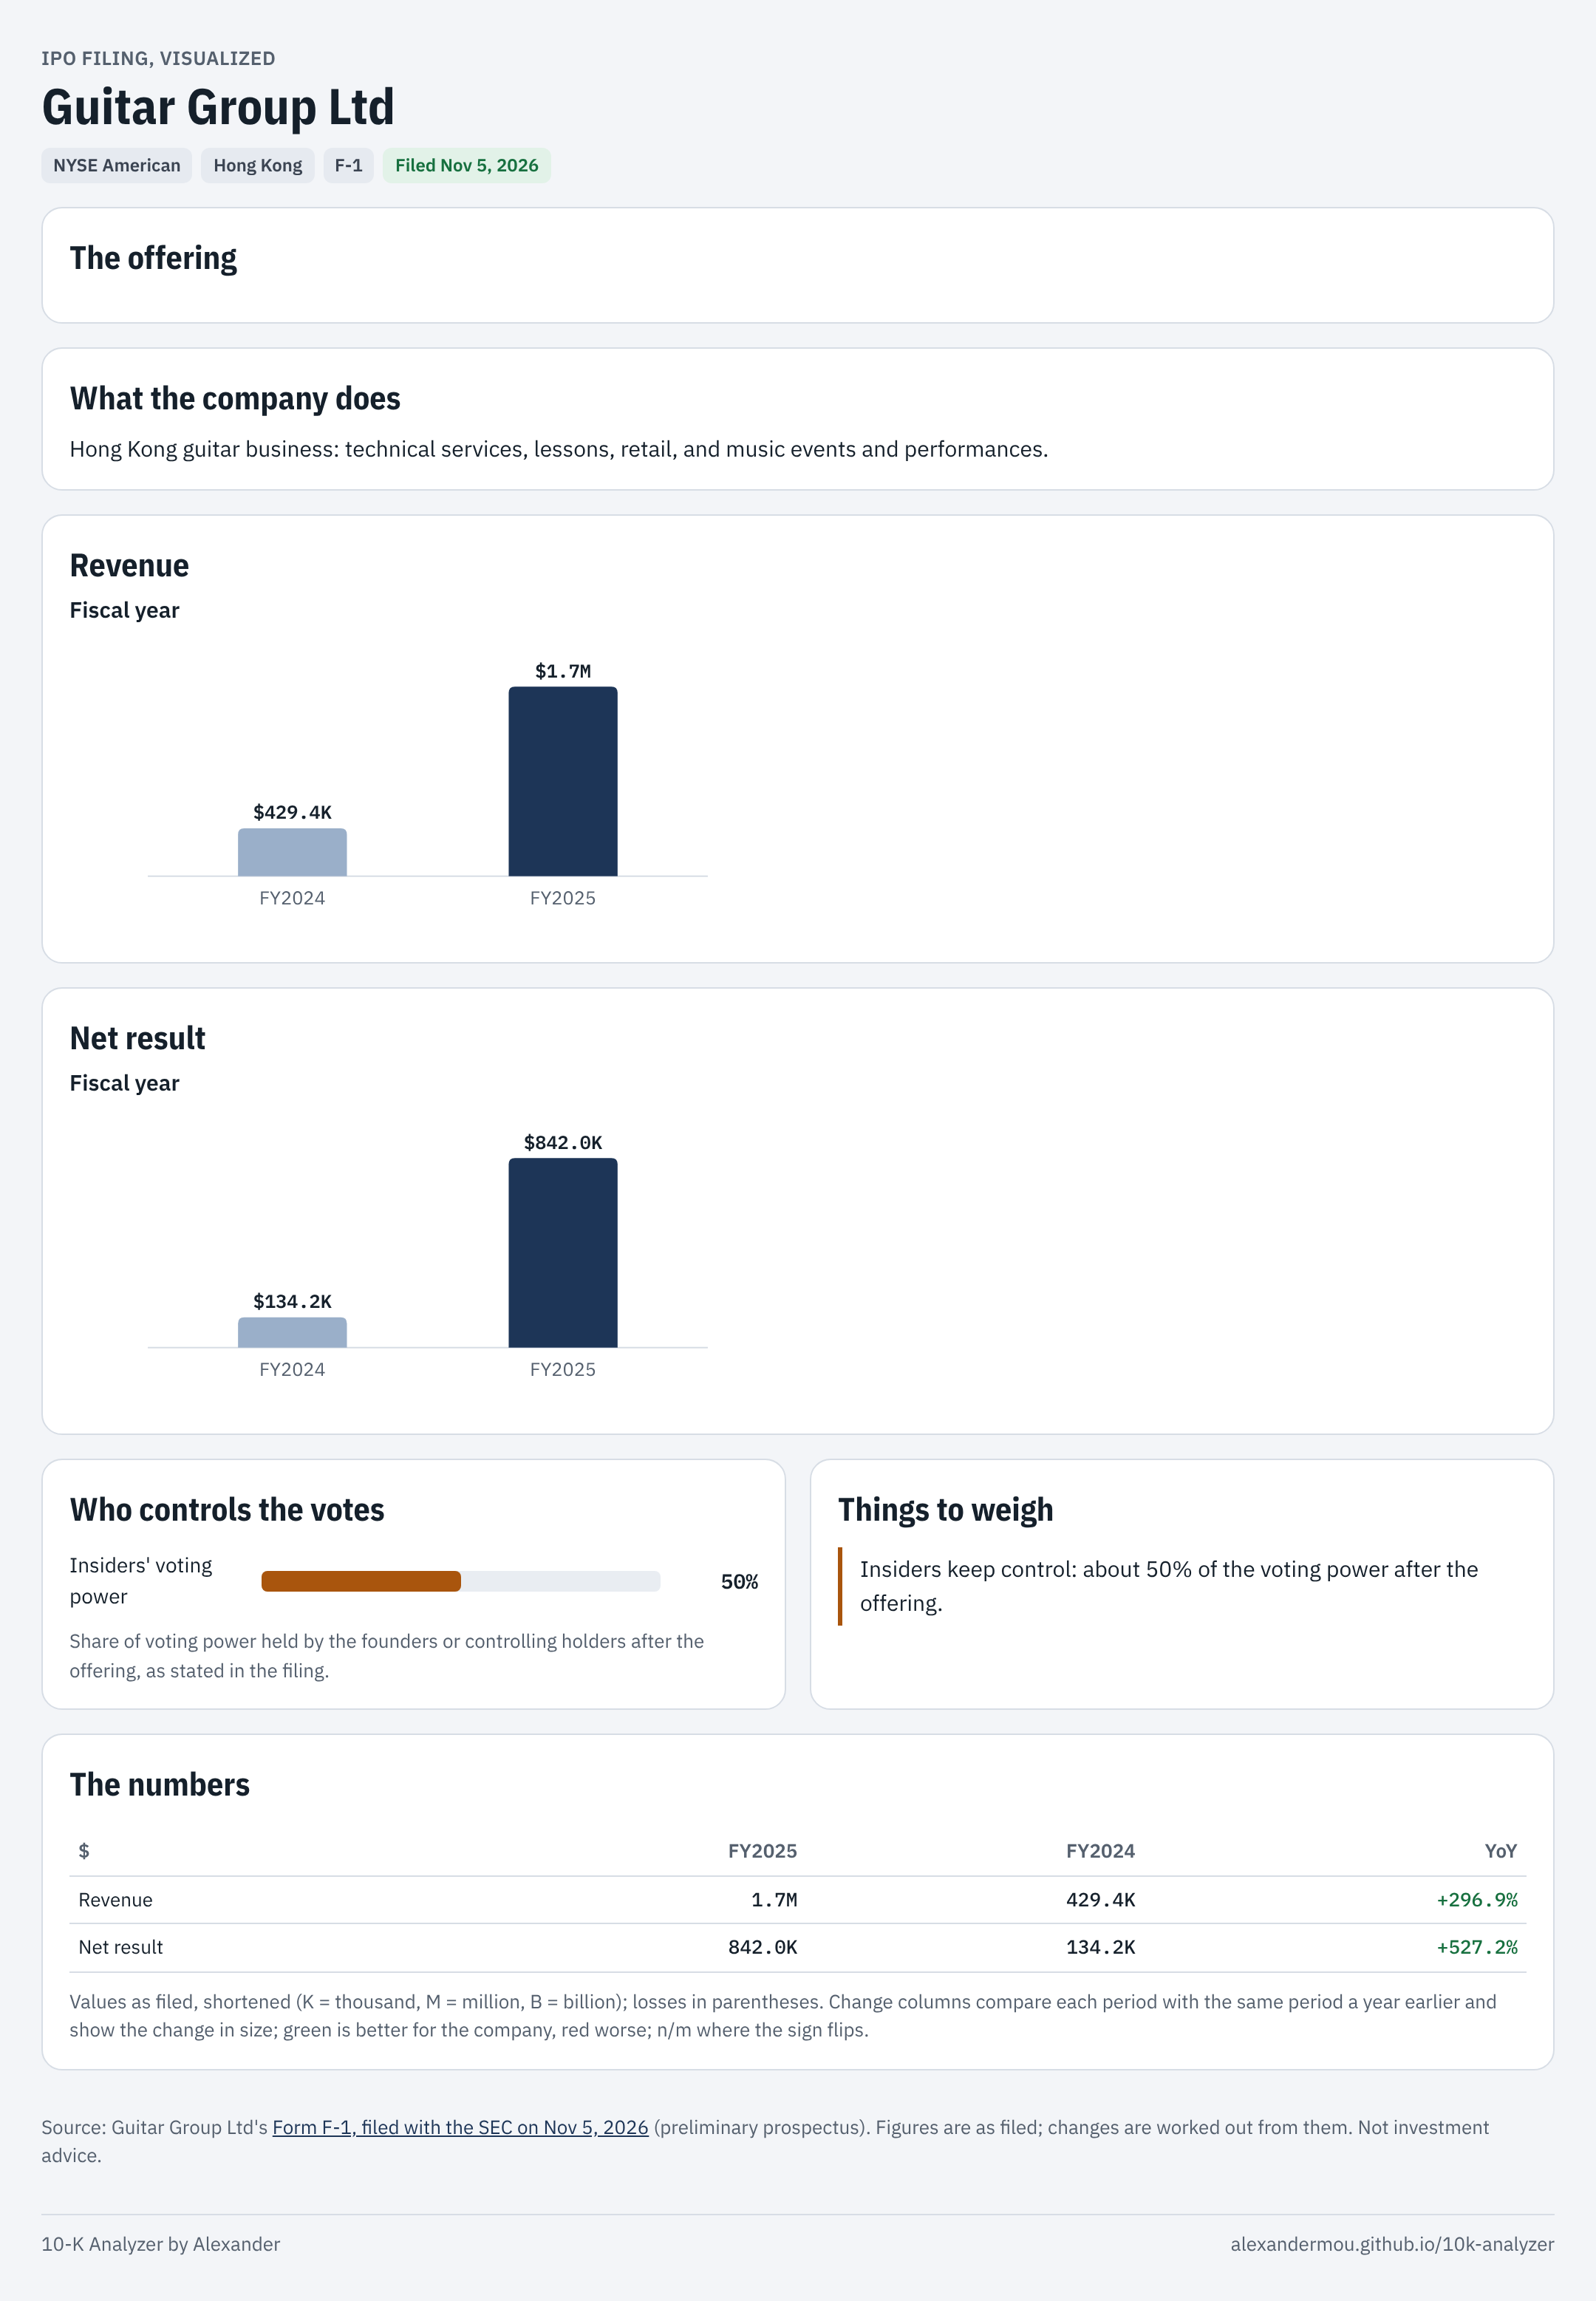 IPO FILING, VISUALIZED
Guitar Group Ltd
NYSE American
Hong Kong
F-1
Filed Nov 5, 2026
The offering
What the company does
Hong Kong guitar business: technical services, lessons, retail, and music events and performances.
Revenue
Fiscal year
$1.7M
$429.4K
FY2024 FY2025
Net result
Fiscal year
$842.0K
$134.2K
FY2024 FY2025
Who controls the votes
Insiders' voting
power
50%
Share of voting power held by the founders or controlling holders after the
offering, as stated in the filing.
Things to weigh
Insiders keep control: about 50% of the voting power after the
offering.
The numbers
$ FY2025 FY2024 YoY
Revenue 1.7M 429.4K +296.9%
Net result 842.0K 134.2K +527.2%
Values as filed, shortened (K = thousand, M = million, B = billion); losses in parentheses. Change columns compare each period with the same period a year earlier and
show the change in size; green is better for the company, red worse; n/m where the sign flips.
Source: Guitar Group Ltd's Form F-1, filed with the SEC on Nov 5, 2026 (preliminary prospectus). Figures are as filed; changes are worked out from them. Not investment
advice.
10-K Analyzer by Alexander
alexandermou.github.io/10k-analyzer